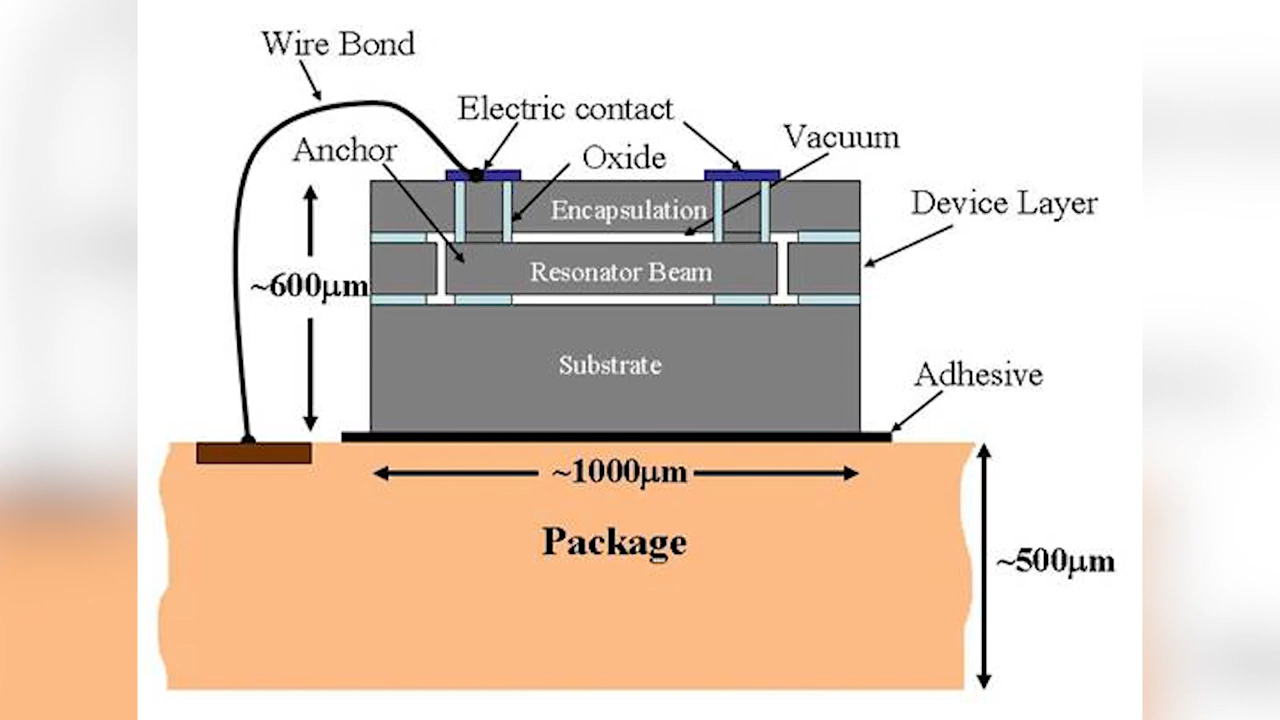 Wire Bond
Electric contact
Anchor
Oxide
Vacuum
Encapsulation
Device Layer
Resonator Beam
~600μm
Substrate
Adhesive
~1000μm
Package
~500μm